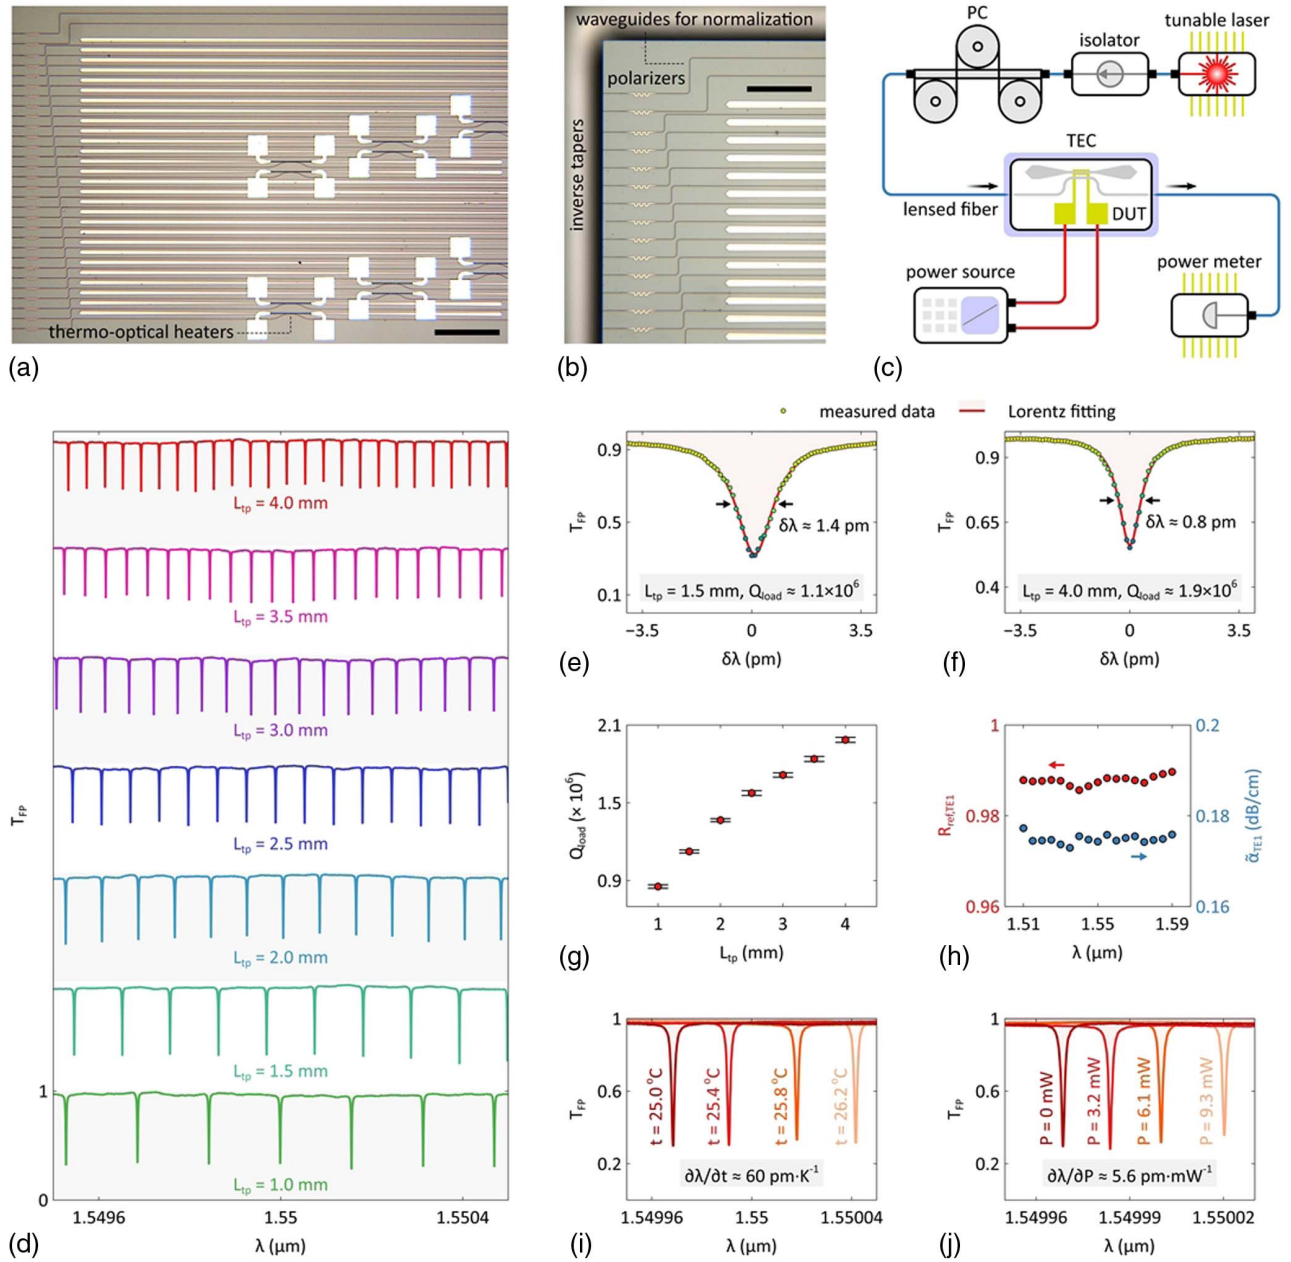 thermo-optical heaters
(a)
waveguides for normalization
polarizers
inverse tapers
(b)
PC
isolator
tunable laser
TEC
lensed fiber
DUT
power source
power meter
(c)
L_tp = 4.0 mm
L_tp = 3.5 mm
L_tp = 3.0 mm
L_tp = 2.5 mm
L_tp = 2.0 mm
L_tp = 1.5 mm
L_tp = 1.0 mm
T_FP
1
0
1.5496
1.55
1.5504
λ (μm)
(d)
measured data
Lorentz fitting
T_FP
0.9
0.5
0.1
δλ ≈ 1.4 pm
L_tp = 1.5 mm, Q_load ≈ 1.1×10⁶
−3.5
0
3.5
δλ (pm)
(e)
T_FP
0.9
0.65
0.4
δλ ≈ 0.8 pm
L_tp = 4.0 mm, Q_load ≈ 1.9×10⁶
−3.5
0
3.5
δλ (pm)
(f)
Q_load (× 10⁶)
2.1
1.5
0.9
1
2
3
4
L_tp (mm)
(g)
R_ref,TE1
1
0.98
0.96
0.2
0.18
0.16
α̃_TE1 (dB/cm)
1.51
1.55
1.59
λ (μm)
(h)
T_FP
1
0.6
0.2
t = 25.0 °C
t = 25.4 °C
t = 25.8 °C
t = 26.2 °C
∂λ/∂t ≈ 60 pm·K⁻¹
1.54996
1.55
1.55004
λ (μm)
(i)
T_FP
1
0.6
0.2
P = 0 mW
P = 3.2 mW
P = 6.1 mW
P = 9.3 mW
∂λ/∂P ≈ 5.6 pm·mW⁻¹
1.54996
1.54999
1.55002
λ (μm)
(j)